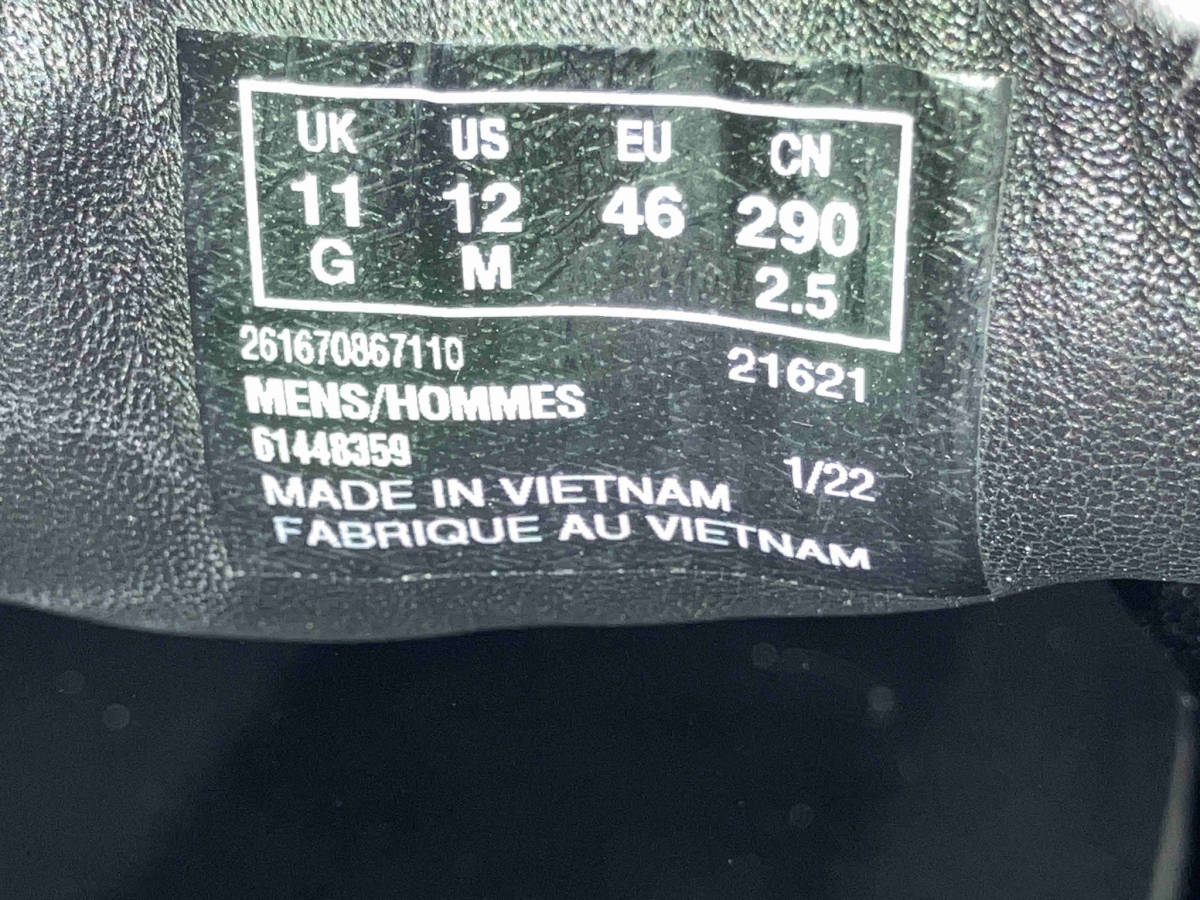 UK US EU CN
11 12 46 290
G M 2.5
261670867110 21621
MENS/HOMMES
61448359 1/22
MADE IN VIETNAM
FABRIQUE AU VIETNAM